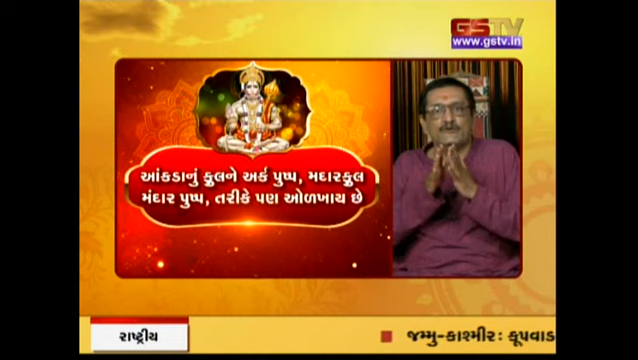 GSTV
www.gstv.in
આંકડાનું ફુલને અર્ક પુષ્પ, મદારફુલ
મંદાર પુષ્પ, તરીકે પણ ઓળખાય છે
રાષ્ટ્રીય
જમ્મુ-કાશ્મીર: કૂપવાડ